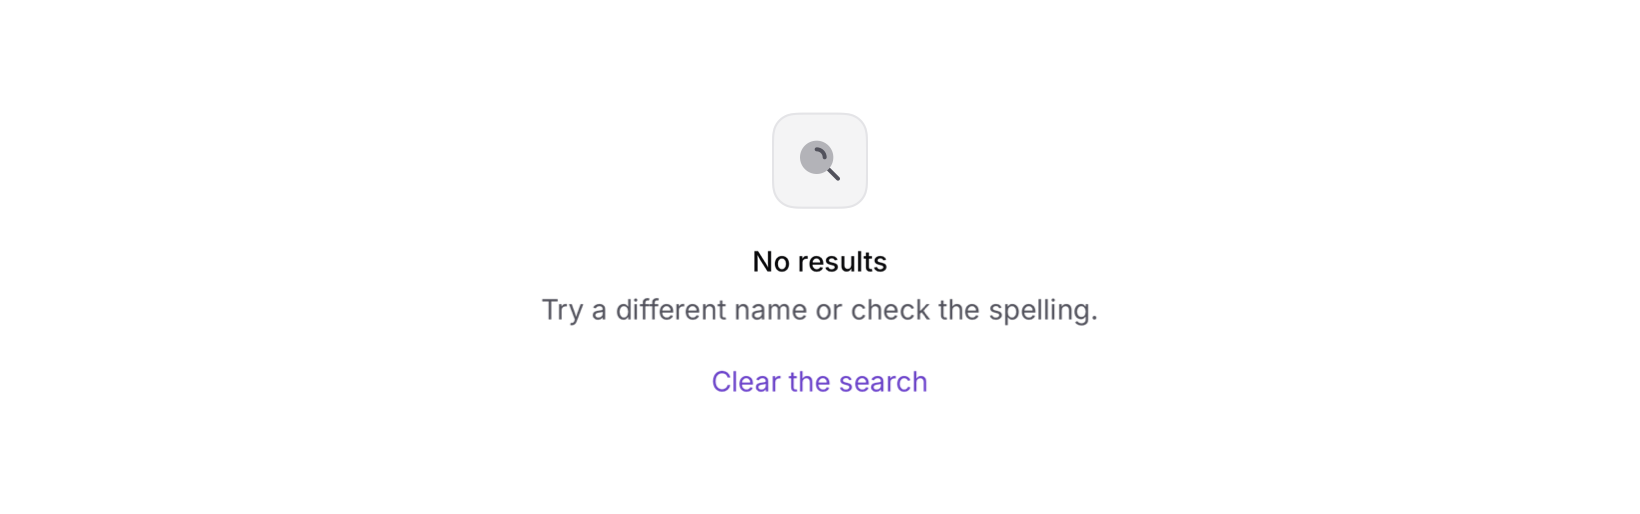 No results
Try a different name or check the spelling.
Clear the search